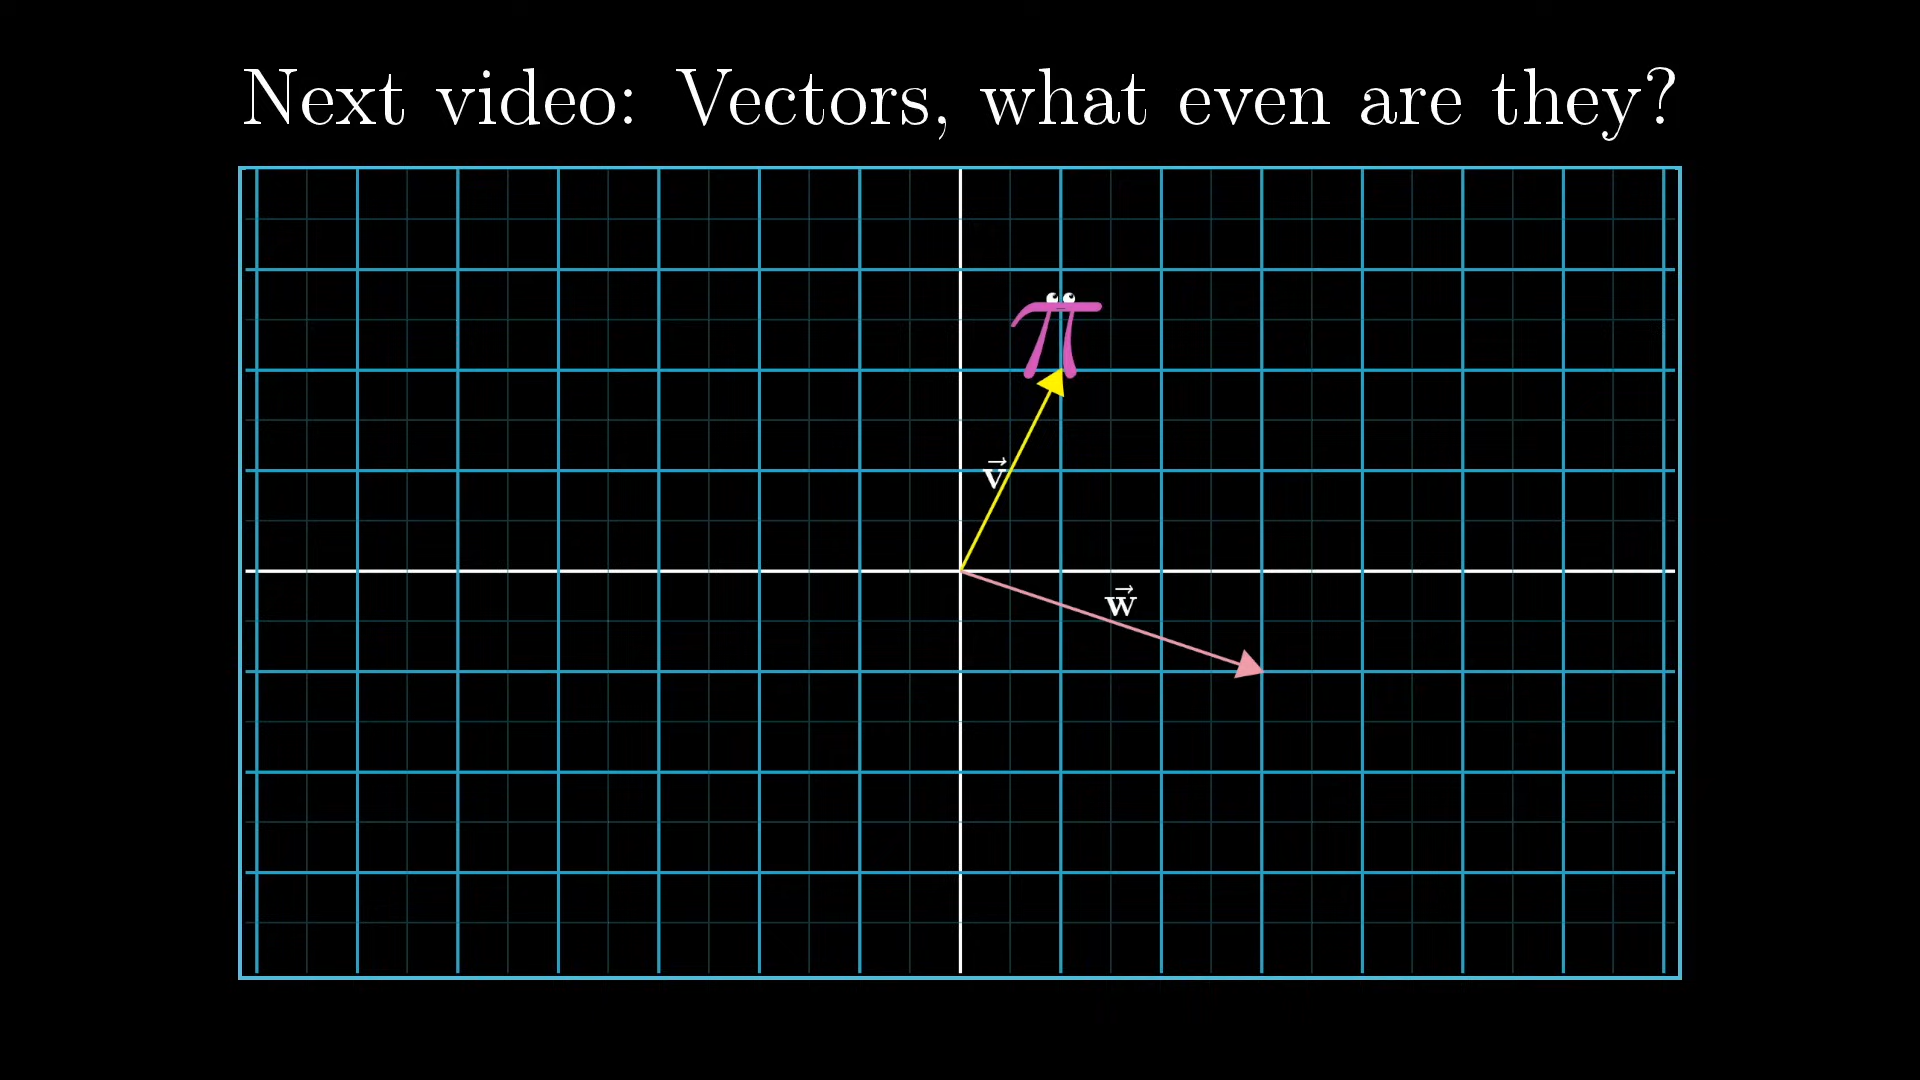 Next video: Vectors, what even are they?
π
v⃗
w⃗